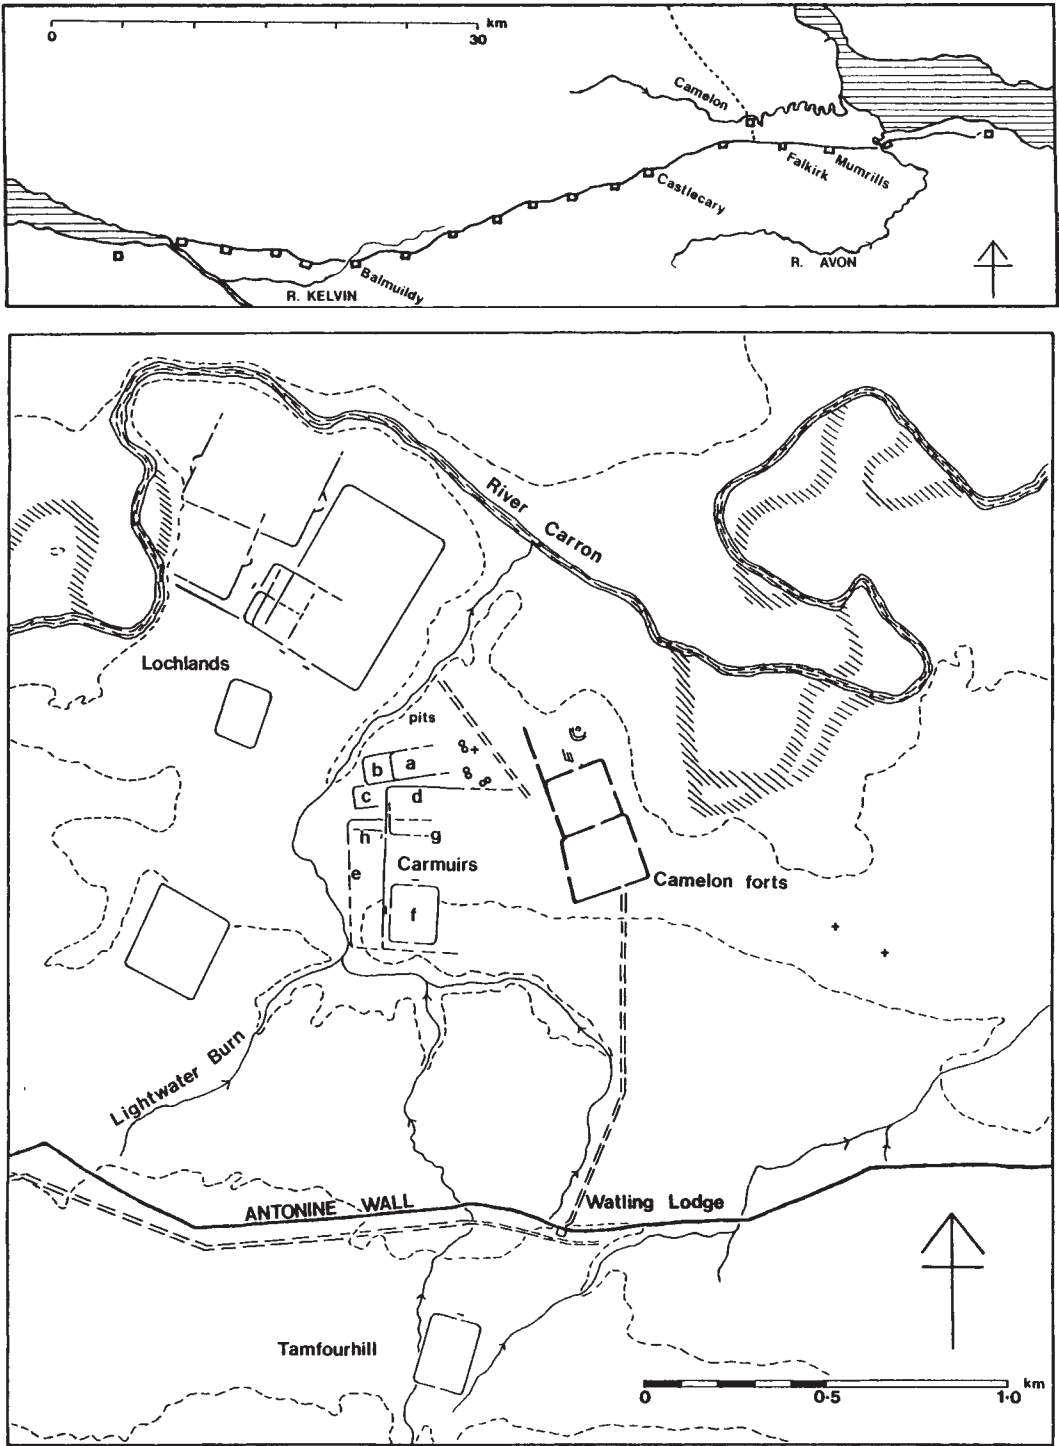 km
0 30
Camelon
Falkirk
Mumrills
Castlecary
R. AVON
Balmuildy
R. KELVIN
River Carron
Lochlands
pits
b a
c d
h g
Carmuirs
e
f
Camelon forts
Lightwater Burn
ANTONINE WALL
Watling Lodge
Tamfourhill
km
0 0·5 1·0